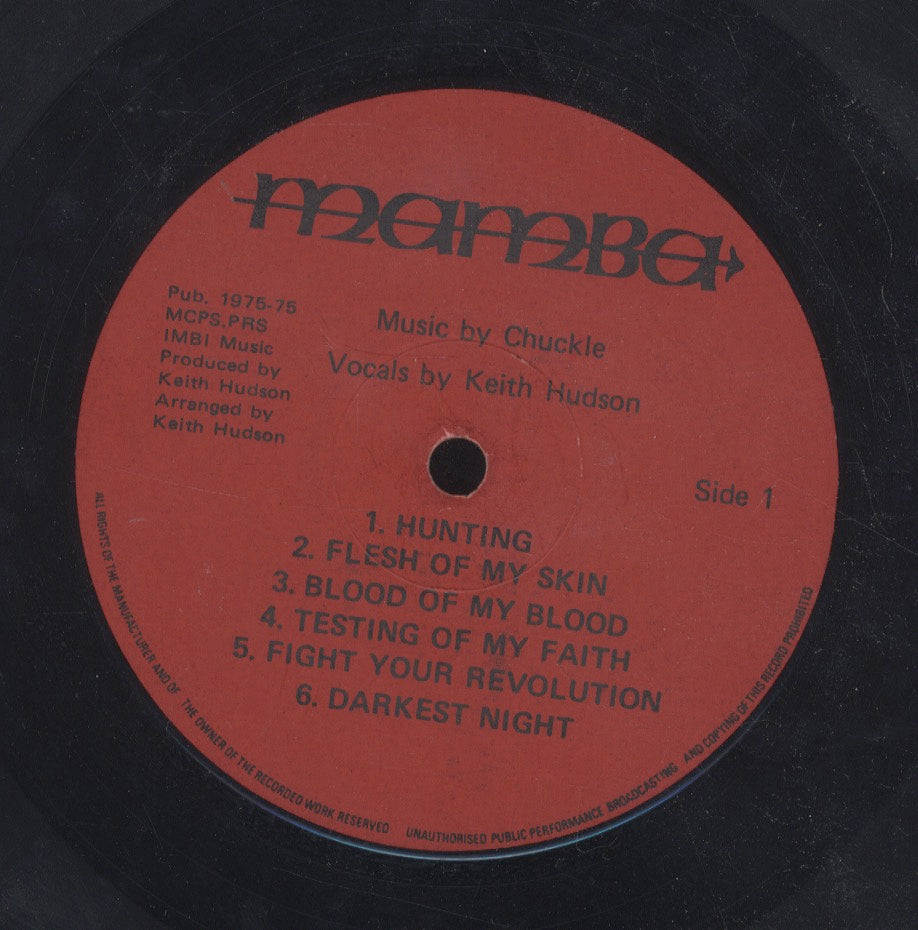 mamba
Pub. 1975-75
MCPS.PRS
IMBI Music
Produced by
Keith Hudson
Arranged by
Keith Hudson
Music by Chuckle
Vocals by Keith Hudson
Side 1
1. HUNTING
2. FLESH OF MY SKIN
3. BLOOD OF MY BLOOD
4. TESTING OF MY FAITH
5. FIGHT YOUR REVOLUTION
6. DARKEST NIGHT
ALL RIGHTS OF THE MANUFACTURER AND OF THE OWNER OF THE RECORDED WORK RESERVED UNAUTHORISED PUBLIC PERFORMANCE BROADCASTING AND COPYING OF THIS RECORD PROHIBITED